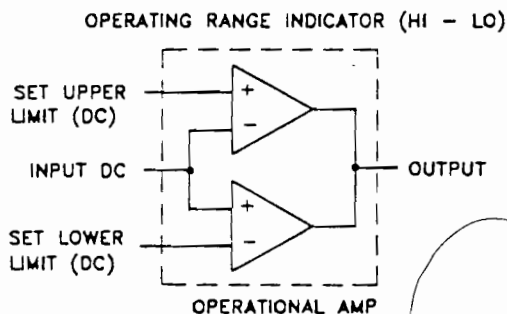 OPERATING RANGE INDICATOR (HI - LO)
SET UPPER
LIMIT (DC)
+
-
INPUT DC
OUTPUT
+
-
SET LOWER
LIMIT (DC)
OPERATIONAL AMP